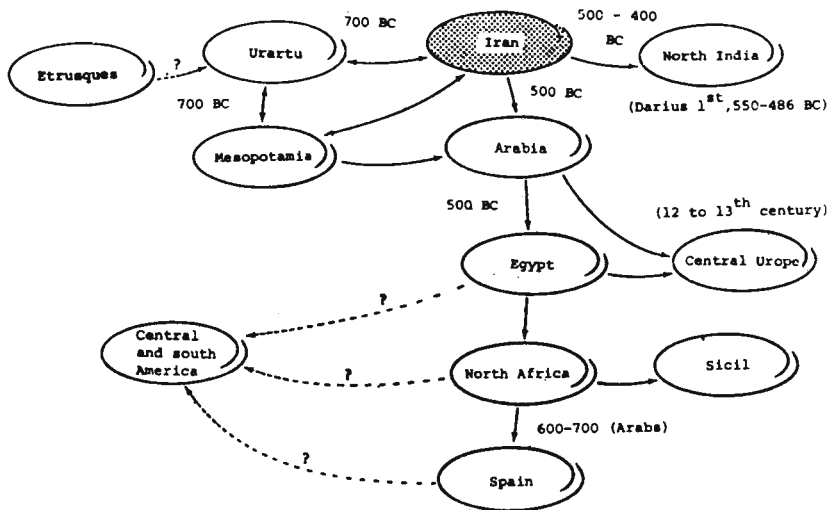 700 BC
500 - 400
BC
Iran
Urartu
North India
Etrusques
?
700 BC
500 BC
(Darius 1st,550-486 BC)
Mesopotamia
Arabia
500 BC
(12 to 13th century)
Egypt
Central Urope
?
Central
and south
America
?
North Africa
Sicil
600-700 (Arabs)
?
Spain